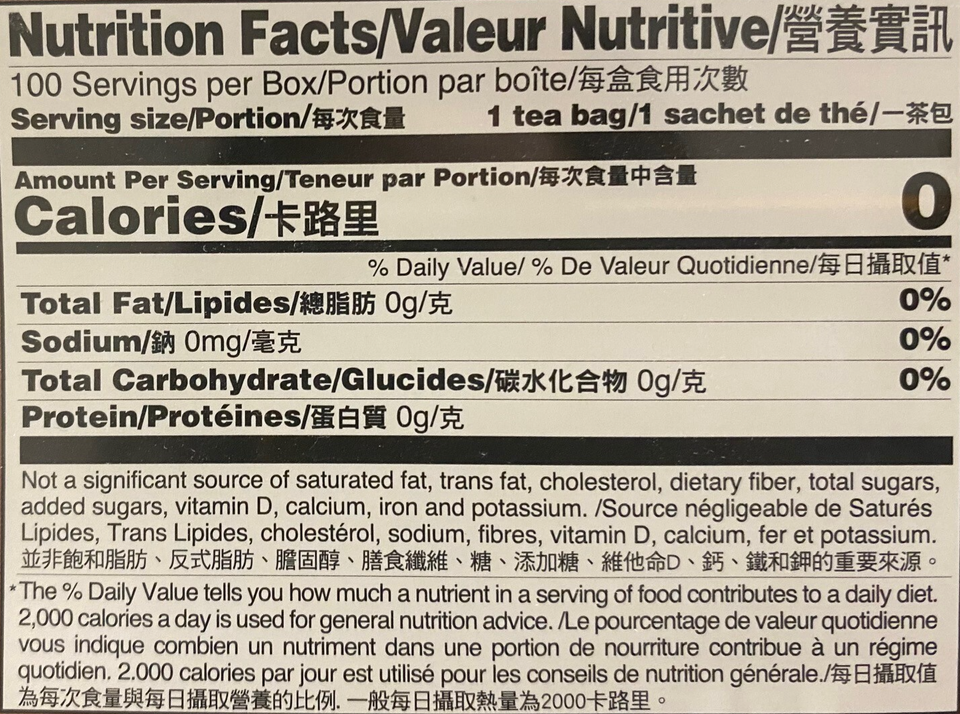 Nutrition Facts/Valeur Nutritive/營養實訊
100 Servings per Box/Portion par boîte/每盒食用次數
Serving size/Portion/每次食量 1 tea bag/1 sachet de thé/一茶包
Amount Per Serving/Teneur par Portion/每次食量中含量
Calories/卡路里 0
% Daily Value/ % De Valeur Quotidienne/每日攝取值*
Total Fat/Lipides/總脂肪 0g/克 0%
Sodium/鈉 0mg/毫克 0%
Total Carbohydrate/Glucides/碳水化合物 0g/克 0%
Protein/Protéines/蛋白質 0g/克
Not a significant source of saturated fat, trans fat, cholesterol, dietary fiber, total sugars,
added sugars, vitamin D, calcium, iron and potassium. /Source négligeable de Saturés
Lipides, Trans Lipides, cholestérol, sodium, fibres, vitamin D, calcium, fer et potassium.
並非飽和脂肪、反式脂肪、膽固醇、膳食纖維、糖、添加糖、維他命D、鈣、鐵和鉀的重要來源。
*The % Daily Value tells you how much a nutrient in a serving of food contributes to a daily diet.
2,000 calories a day is used for general nutrition advice. /Le pourcentage de valeur quotidienne
vous indique combien un nutriment dans une portion de nourriture contribue à un régime
quotidien. 2.000 calories par jour est utilisé pour les conseils de nutrition générale./每日攝取值
為每次食量與每日攝取營養的比例. 一般每日攝取熱量為2000卡路里。